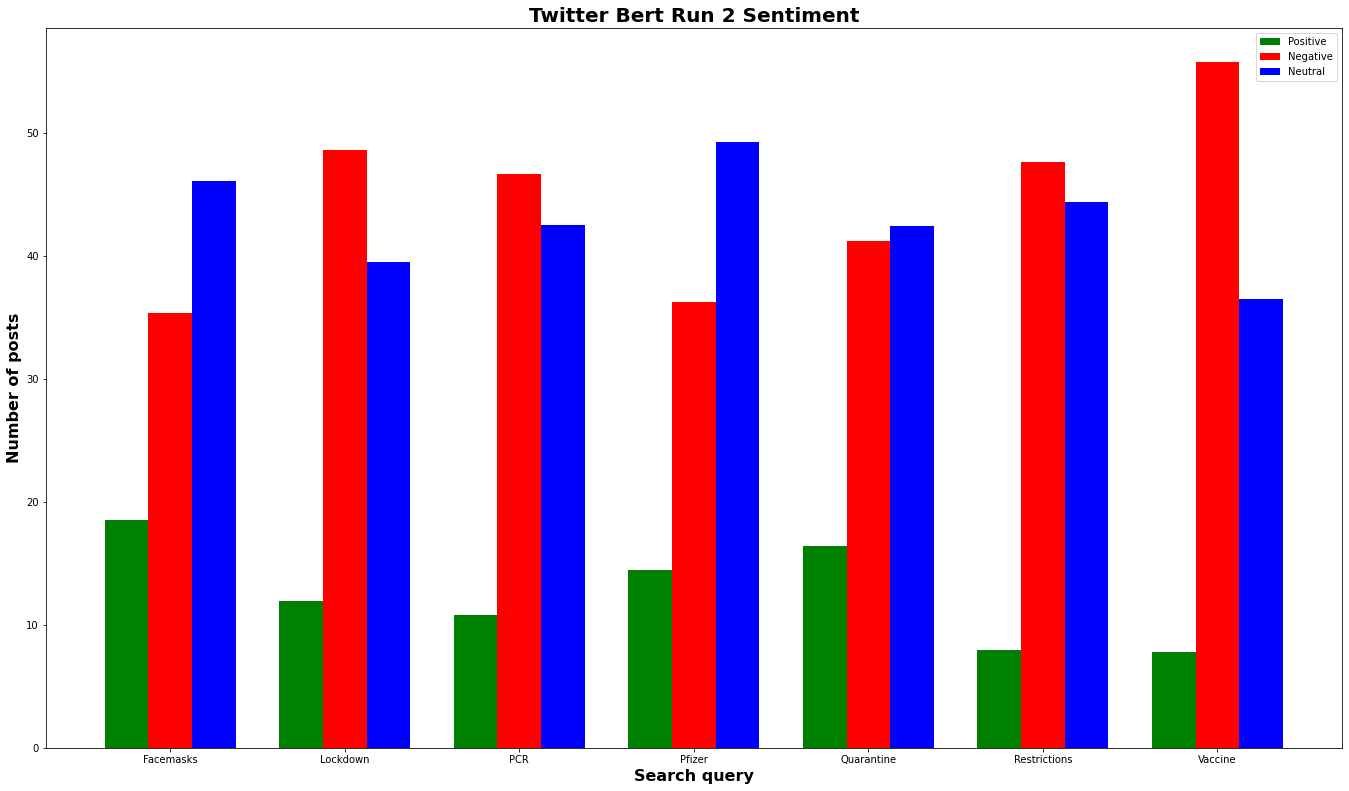 Twitter Bert Run 2 Sentiment
Positive
Negative
Neutral
Number of posts
50
40
30
20
10
0
Facemasks Lockdown PCR Pfizer Quarantine Restrictions Vaccine
Search query